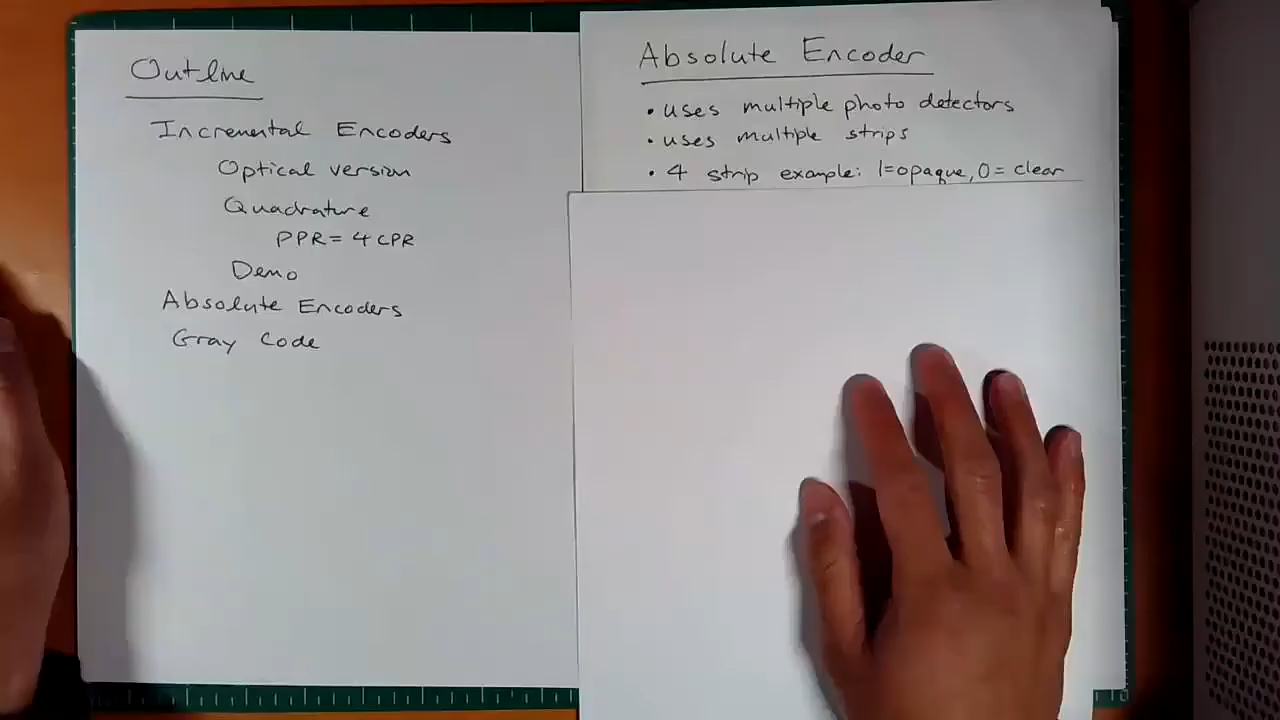 Outline
Incremental Encoders
Optical version
Quadrature
PPR = 4 CPR
Demo
Absolute Encoders
Gray Code
Absolute Encoder
• uses multiple photo detectors
• uses multiple strips
• 4 strip example: 1=opaque, 0= clear